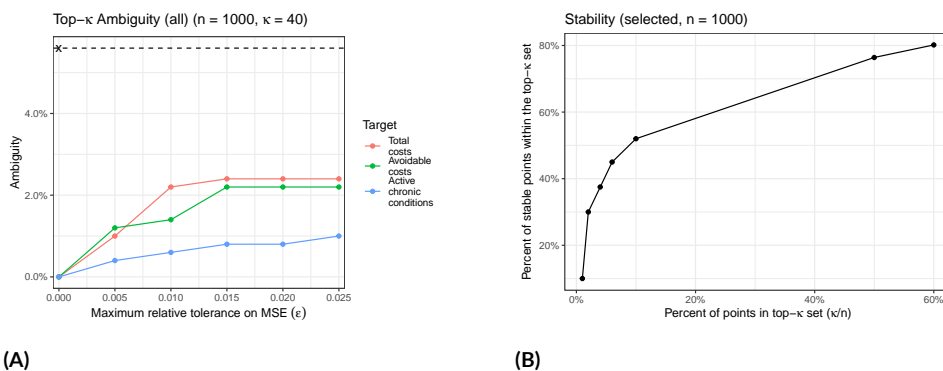 Top−κ Ambiguity (all) (n = 1000, κ = 40)
x
4.0%
2.0%
0.0%
Ambiguity
0.000 0.005 0.010 0.015 0.020 0.025
Maximum relative tolerance on MSE (ε)
Target
Total
costs
Avoidable
costs
Active
chronic
conditions
(A)
Stability (selected, n = 1000)
80%
60%
40%
20%
Percent of stable points within the top−κ set
0% 20% 40% 60%
Percent of points in top−κ set (κ/n)
(B)